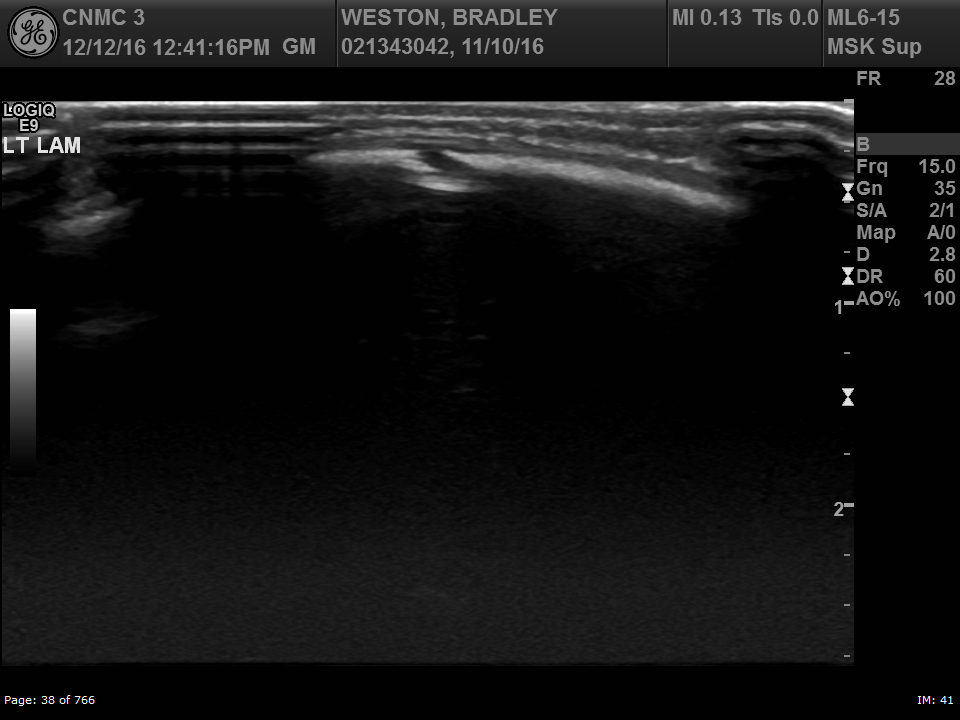 CNMC 3
12/12/16 12:41:16PM GM
WESTON, BRADLEY
021343042, 11/10/16
MI 0.13 TIs 0.0
ML6-15
MSK Sup
FR 28
LOGIQ
E9
LT LAM
B
Frq 15.0
Gn 35
S/A 2/1
Map A/0
D 2.8
DR 60
AO% 100
1
2
Page: 38 of 766
IM: 41